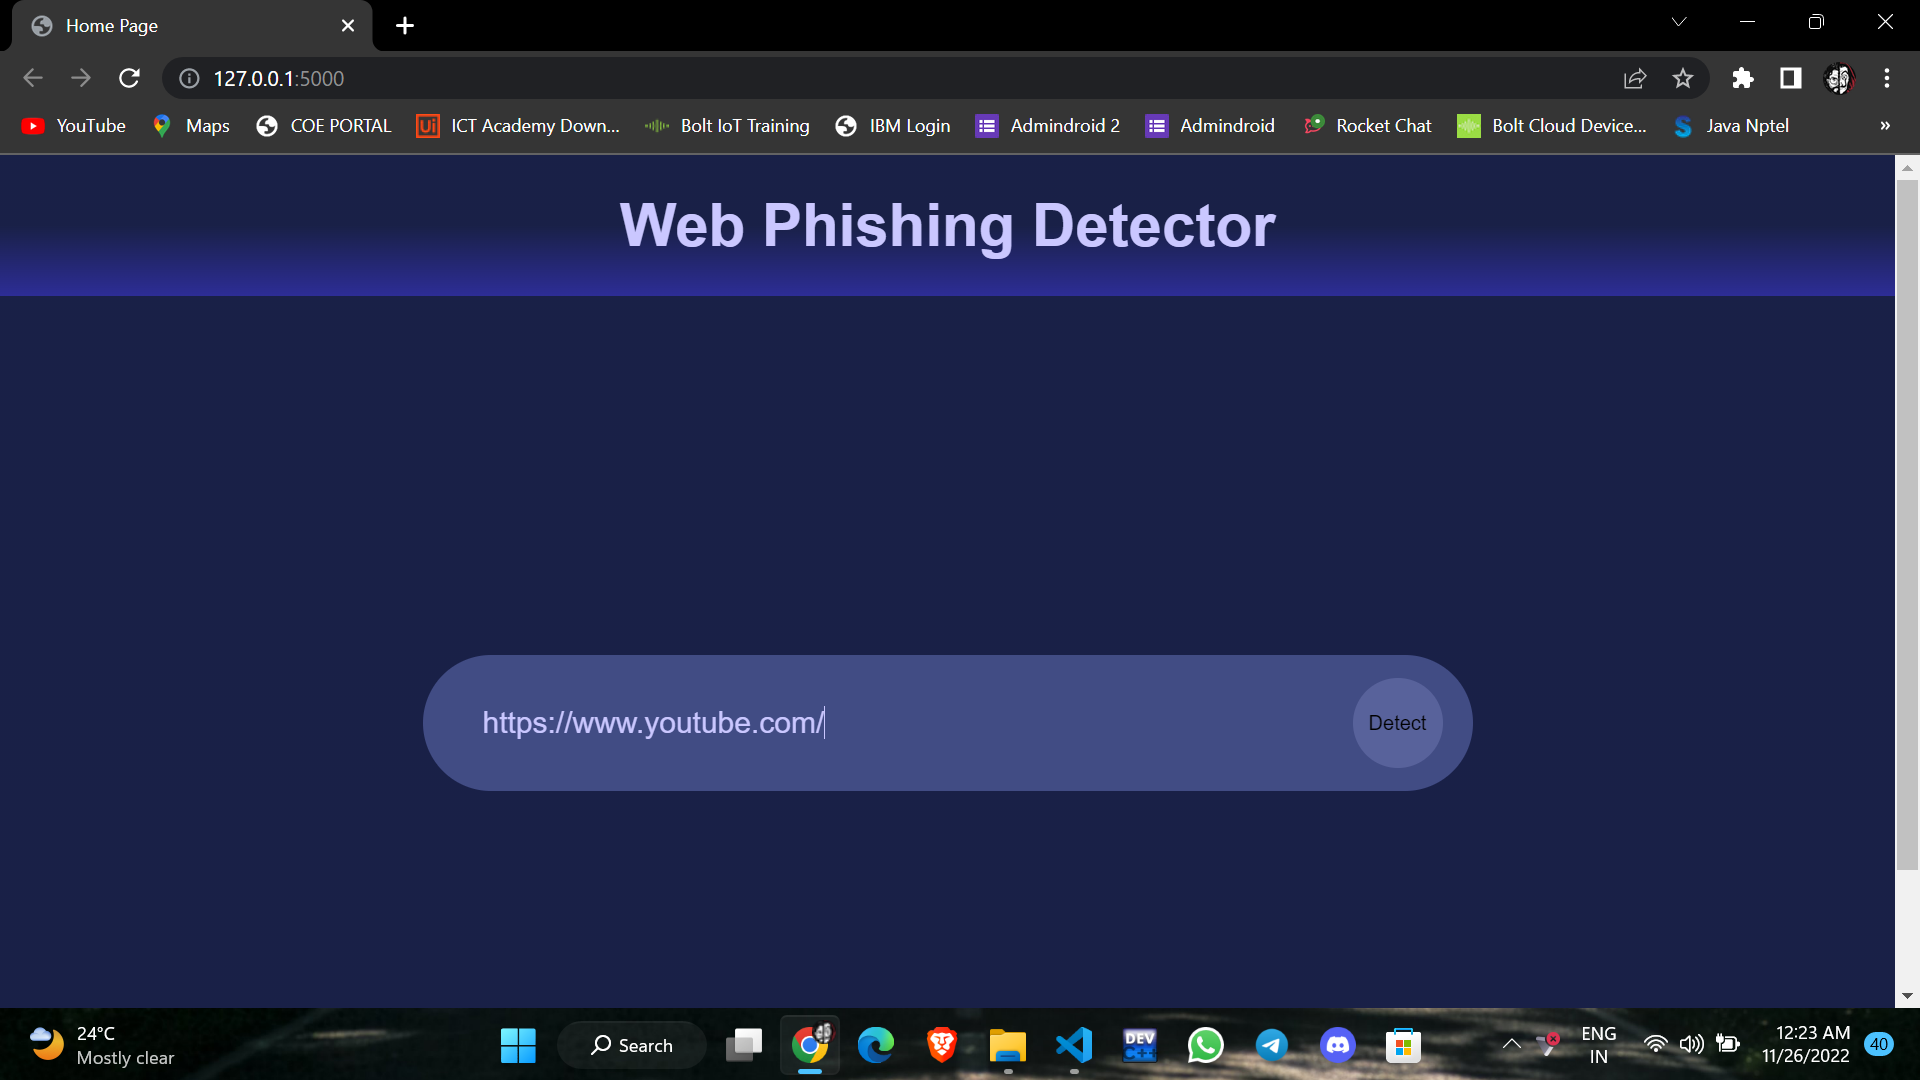 Home Page
127.0.0.1:5000
YouTube Maps COE PORTAL Ui ICT Academy Down... Bolt IoT Training IBM Login Admindroid 2 Admindroid Rocket Chat Bolt Cloud Device... S Java Nptel »
Web Phishing Detector
https://www.youtube.com/ Detect
24°C
Mostly clear
Search
DEV
C++
ENG
IN
12:23 AM
11/26/2022
40